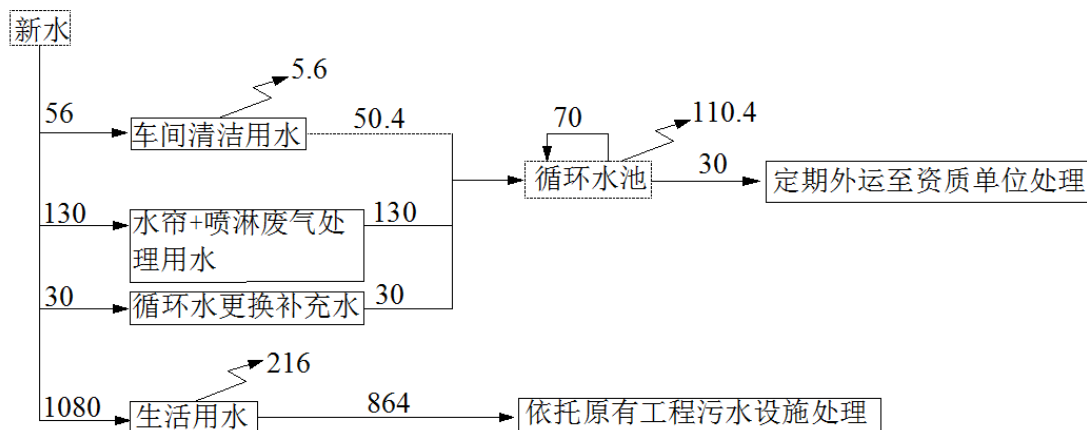 新水
5.6
56
车间清洁用水
50.4
70
110.4
循环水池
30
定期外运至资质单位处理
130
水帘+喷淋废气处
理用水
130
30
循环水更换补充水
30
216
1080
生活用水
864
依托原有工程污水设施处理